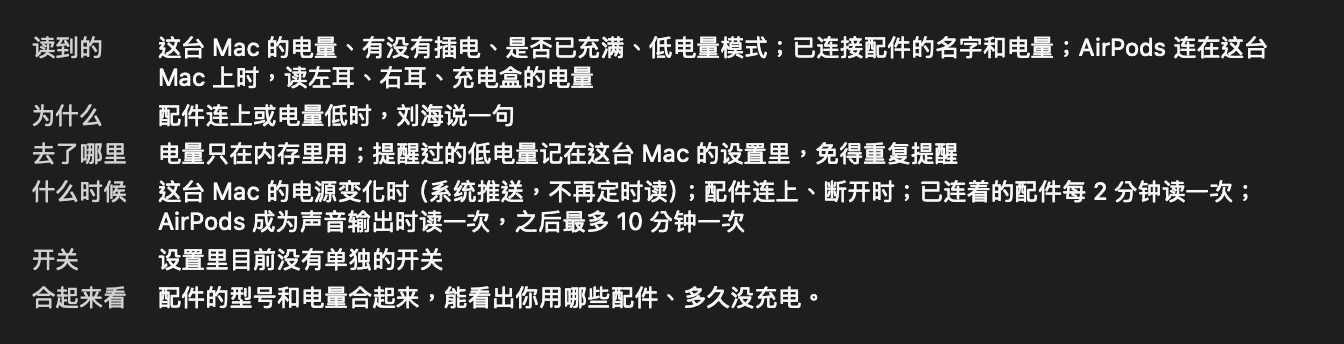 读到的 这台 Mac 的电量、有没有插电、是否已充满、低电量模式；已连接配件的名字和电量；AirPods 连在这台
Mac 上时，读左耳、右耳、充电盒的电量
为什么 配件连上或电量低时，刘海说一句
去了哪里 电量只在内存里用；提醒过的低电量记在这台 Mac 的设置里，免得重复提醒
什么时候 这台 Mac 的电源变化时（系统推送，不再定时读）；配件连上、断开时；已连着的配件每 2 分钟读一次；
AirPods 成为声音输出时读一次，之后最多 10 分钟一次
开关 设置里目前没有单独的开关
合起来看 配件的型号和电量合起来，能看出你用哪些配件、多久没充电。